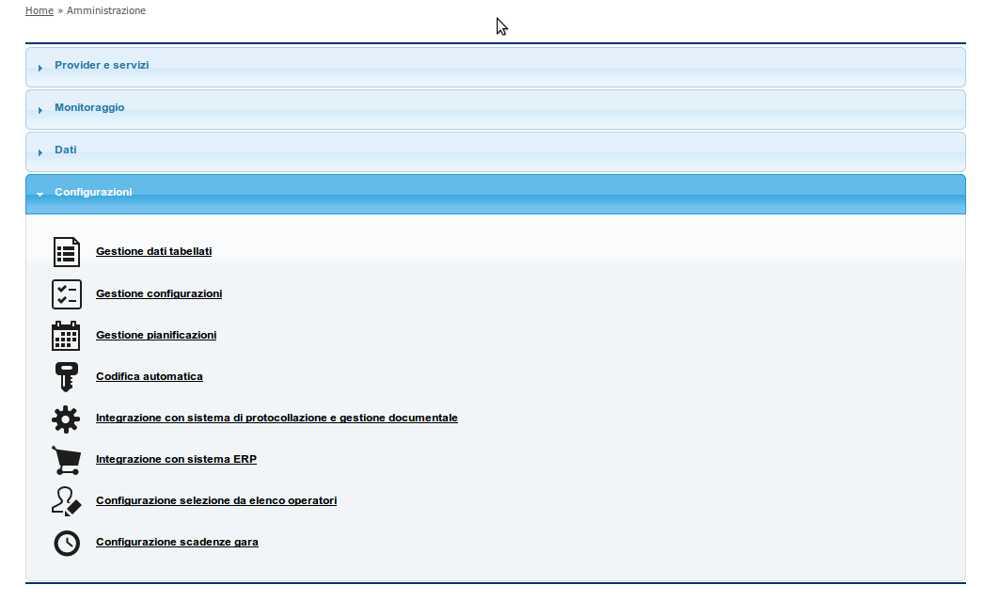 Home » Amministrazione
Provider e servizi
Monitoraggio
Dati
Configurazioni
Gestione dati tabellati
Gestione configurazioni
Gestione pianificazioni
Codifica automatica
Integrazione con sistema di protocollazione e gestione documentale
Integrazione con sistema ERP
Configurazione selezione da elenco operatori
Configurazione scadenze gara